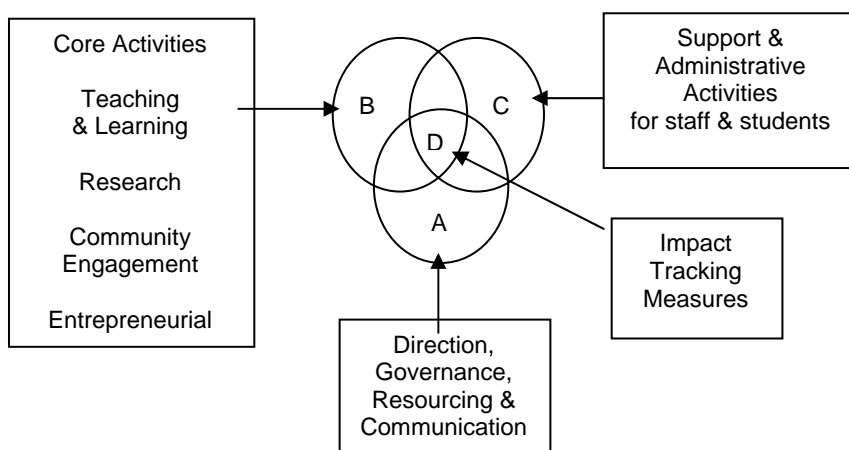 Core Activities
Teaching
& Learning
Research
Community
Engagement
Entrepreneurial
B
C
D
A
Support &
Administrative
Activities
for staff & students
Impact
Tracking
Measures
Direction,
Governance,
Resourcing &
Communication